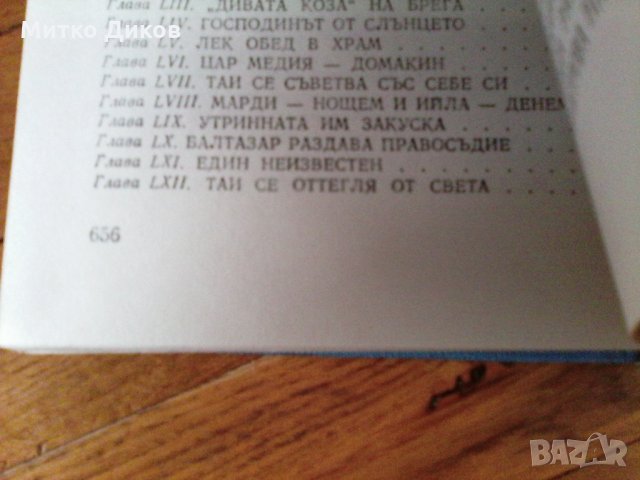 Глава LIII. „ДИВАТА КОЗА“ НА БРЕГА
Митко Диков
Глава LIV. ГОСПОДИНЪТ ОТ СЛЪНЦЕТО
Глава LV. ЛЕК ОБЕД В ХРАМ
Глава LVI. ЦАР МЕДИЯ — ДОМАКИН
Глава LVII. ТАИ СЕ СЪВЕТВА СЪС СЕБЕ СИ
Глава LVIII. МАРДИ — НОЩЕМ И ИЙЛА — ДЕНЕМ
Глава LIX. УТРИННАТА ИМ ЗАКУСКА
Глава LX. БАЛТАЗАР РАЗДАВА ПРАВОСЪДИЕ
Глава LXI. ЕДИН НЕИЗВЕСТЕН
Глава LXII. ТАИ СЕ ОТТЕГЛЯ ОТ СВЕТА
656
Митко Диков
BAZAR.BG